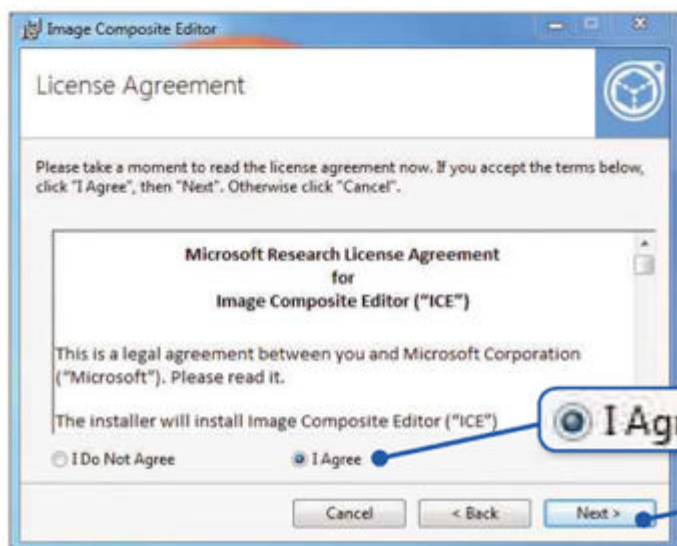 Image Composite Editor
License Agreement
Please take a moment to read the license agreement now. If you accept the terms below,
click "I Agree", then "Next". Otherwise click "Cancel".
Microsoft Research License Agreement
for
Image Composite Editor ("ICE")
This is a legal agreement between you and Microsoft Corporation
("Microsoft"). Please read it.
The installer will install Image Composite Editor ("ICE")
I Agr
I Do Not Agree
I Agree
Cancel
< Back
Next >